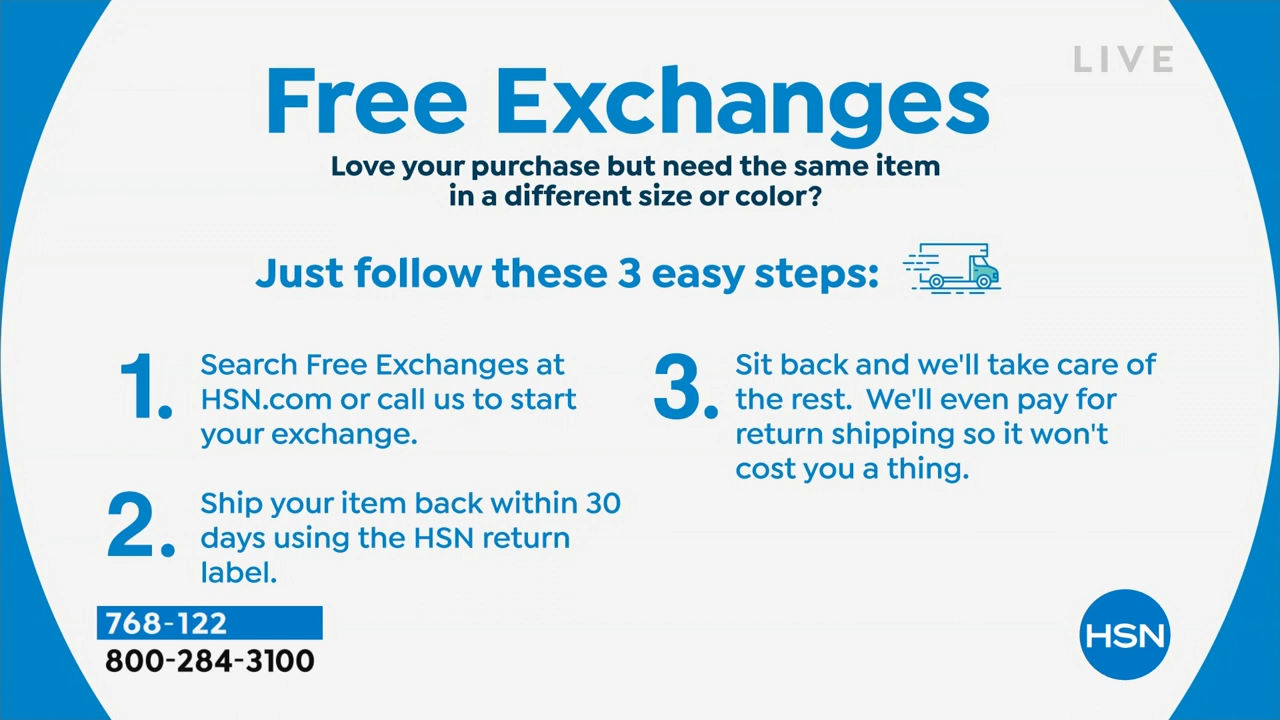 LIVE
Free Exchanges
Love your purchase but need the same item
in a different size or color?
Just follow these 3 easy steps:
1. Search Free Exchanges at
HSN.com or call us to start
your exchange.
2. Ship your item back within 30
days using the HSN return
label.
3. Sit back and we'll take care of
the rest. We'll even pay for
return shipping so it won't
cost you a thing.
768-122
800-284-3100
HSN